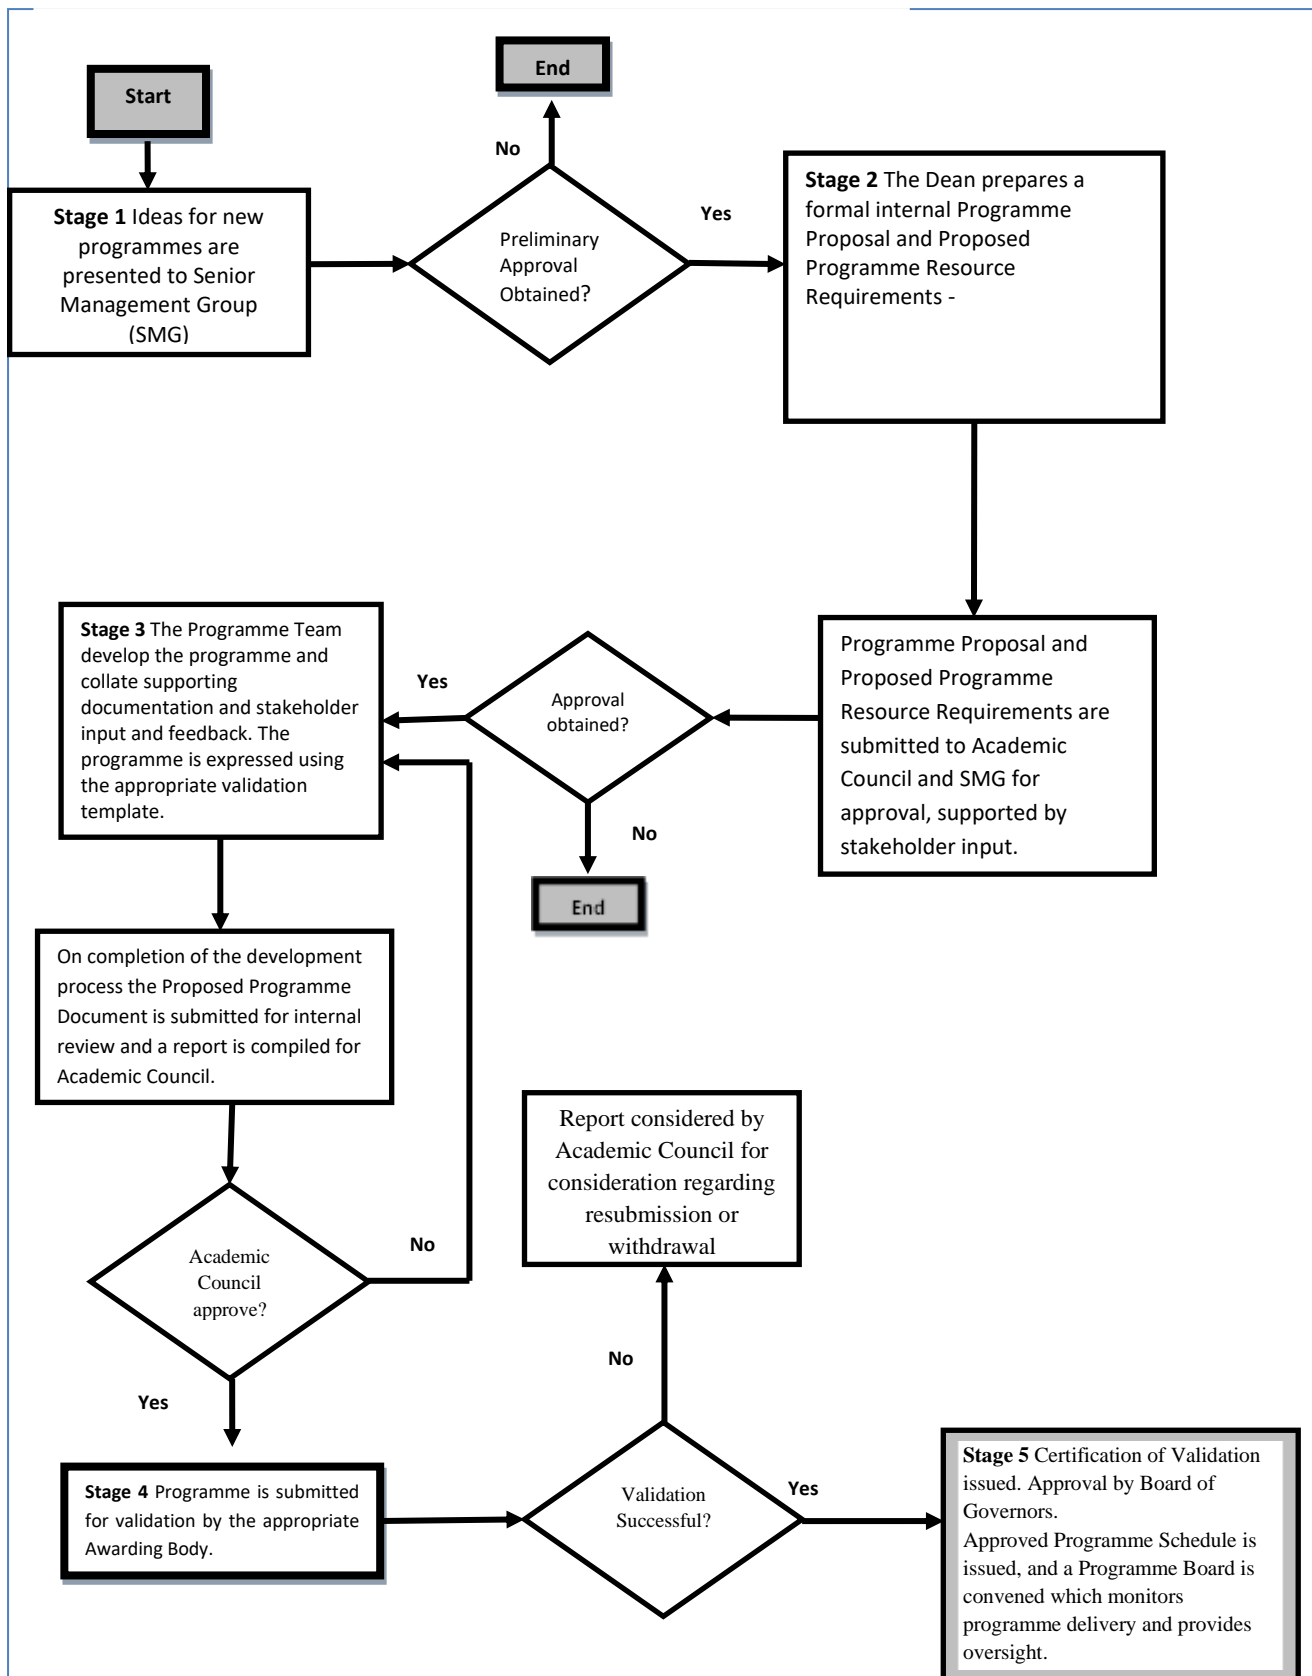 Start
Stage 1 Ideas for new
programmes are
presented to Senior
Management Group
(SMG)
End
No
Preliminary
Approval
Obtained?
Yes
Stage 2 The Dean prepares a
formal internal Programme
Proposal and Proposed
Programme Resource
Requirements -
Programme Proposal and
Proposed Programme
Resource Requirements are
submitted to Academic
Council and SMG for
approval, supported by
stakeholder input.
Approval
obtained?
Yes
No
End
Stage 3 The Programme Team
develop the programme and
collate supporting
documentation and stakeholder
input and feedback. The
programme is expressed using
the appropriate validation
template.
On completion of the development
process the Proposed Programme
Document is submitted for internal
review and a report is compiled for
Academic Council.
Academic
Council
approve?
No
Yes
Stage 4 Programme is submitted
for validation by the appropriate
Awarding Body.
Validation
Successful?
No
Report considered by
Academic Council for
consideration regarding
resubmission or
withdrawal
Yes
Stage 5 Certification of Validation
issued. Approval by Board of
Governors.
Approved Programme Schedule is
issued, and a Programme Board is
convened which monitors
programme delivery and provides
oversight.